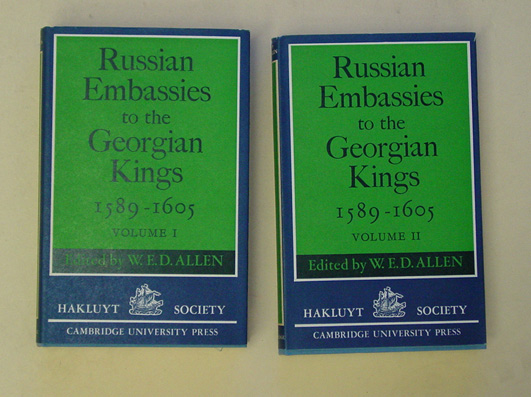 Russian
Embassies
to the
Georgian
Kings
1589-1605
VOLUME I
Edited by W. E. D. ALLEN
HAKLUYT SOCIETY
CAMBRIDGE UNIVERSITY PRESS
Russian
Embassies
to the
Georgian
Kings
1589-1605
VOLUME II
Edited by W. E. D. ALLEN
HAKLUYT SOCIETY
CAMBRIDGE UNIVERSITY PRESS